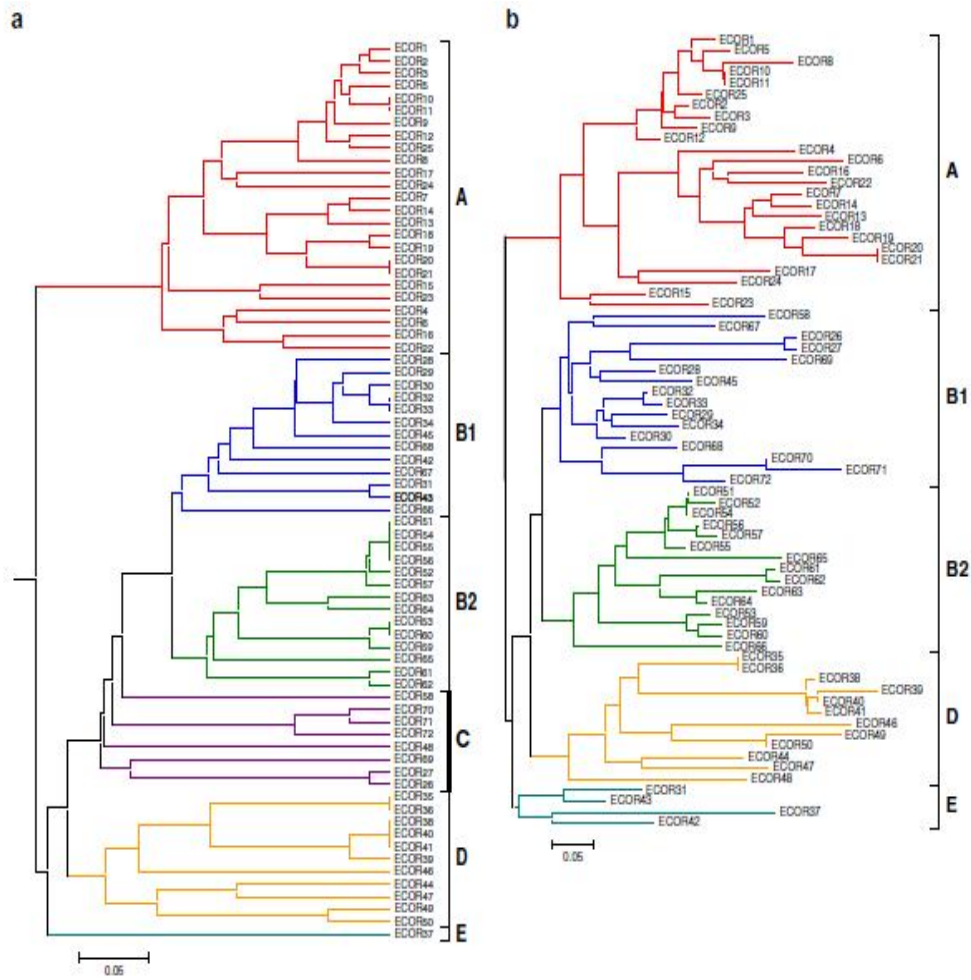 a
ECOR1
ECOR2
ECOR3
ECOR5
ECOR10
ECOR11
ECOR9
ECOR12
ECOR25
ECOR8
ECOR17
ECOR24
ECOR7
ECOR14
ECOR13
ECOR18
ECOR19
ECOR20
ECOR21
ECOR15
ECOR23
ECOR4
ECOR6
ECOR16
ECOR22
ECOR28
ECOR29
ECOR30
ECOR32
ECOR33
ECOR34
ECOR45
ECOR68
ECOR42
ECOR67
ECOR31
ECOR43
ECOR66
ECOR51
ECOR54
ECOR55
ECOR56
ECOR52
ECOR57
ECOR63
ECOR64
ECOR53
ECOR60
ECOR59
ECOR65
ECOR61
ECOR62
ECOR58
ECOR70
ECOR71
ECOR72
ECOR48
ECOR69
ECOR27
ECOR26
ECOR35
ECOR36
ECOR38
ECOR40
ECOR41
ECOR39
ECOR46
ECOR44
ECOR47
ECOR49
ECOR50
ECOR37
A
B1
B2
C
D
E
0.05
b
ECOR1
ECOR5
ECOR8
ECOR10
ECOR11
ECOR25
ECOR2
ECOR3
ECOR9
ECOR12
ECOR4
ECOR6
ECOR16
ECOR22
ECOR7
ECOR14
ECOR13
ECOR18
ECOR19
ECOR20
ECOR21
ECOR17
ECOR24
ECOR15
ECOR23
ECOR58
ECOR67
ECOR26
ECOR27
ECOR69
ECOR28
ECOR45
ECOR32
ECOR33
ECOR29
ECOR34
ECOR30
ECOR68
ECOR70
ECOR71
ECOR72
ECOR51
ECOR52
ECOR54
ECOR56
ECOR57
ECOR55
ECOR65
ECOR61
ECOR62
ECOR63
ECOR64
ECOR53
ECOR59
ECOR60
ECOR66
ECOR35
ECOR36
ECOR38
ECOR39
ECOR40
ECOR41
ECOR46
ECOR49
ECOR50
ECOR44
ECOR47
ECOR48
ECOR31
ECOR43
ECOR37
ECOR42
A
B1
B2
D
E
0.05